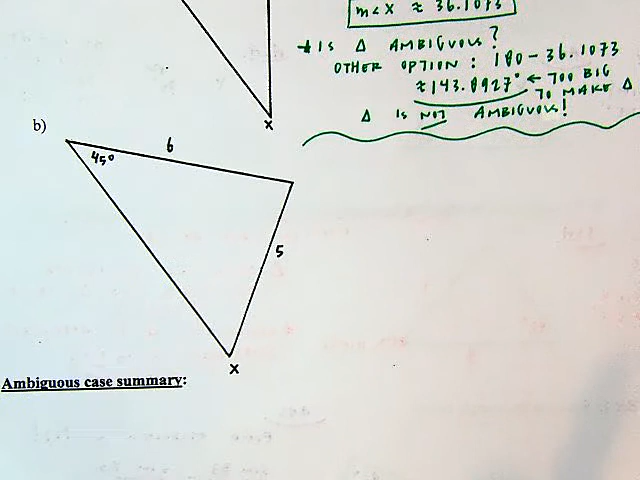 m∠X ≈ 36.1073
* IS Δ AMBIGUOUS?
OTHER OPTION: 180 - 36.1073
≈ 143.8927° ← TOO BIG
TO MAKE Δ
Δ IS NOT AMBIGUOUS!
X
b)
45°
6
5
X
Ambiguous case summary: